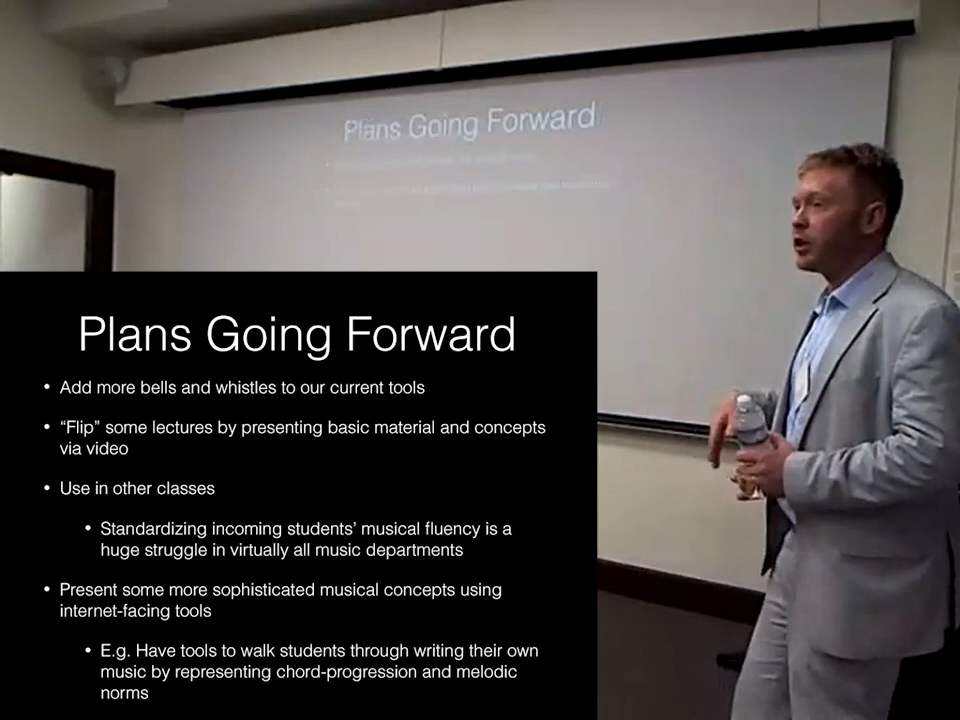 Plans Going Forward
Plans Going Forward
• Add more bells and whistles to our current tools
• “Flip” some lectures by presenting basic material and concepts
via video
• Use in other classes
• Standardizing incoming students’ musical fluency is a
huge struggle in virtually all music departments
• Present some more sophisticated musical concepts using
internet-facing tools
• E.g. Have tools to walk students through writing their own
music by representing chord-progression and melodic
norms